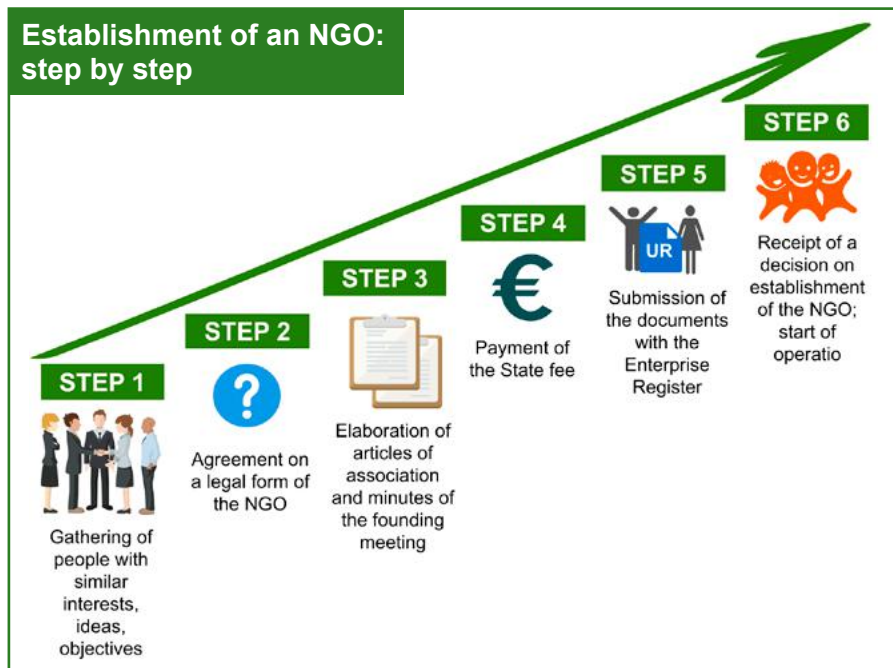 Establishment of an NGO:
step by step
STEP 1
Gathering of
people with
similar
interests,
ideas,
objectives
STEP 2
?
Agreement on
a legal form of
the NGO
STEP 3
Elaboration of
articles of
association
and minutes of
the founding
meeting
STEP 4
€
Payment of
the State fee
STEP 5
UR
Submission of
the documents
with the
Enterprise
Register
STEP 6
Receipt of a
decision on
establishment
of the NGO;
start of
operatio